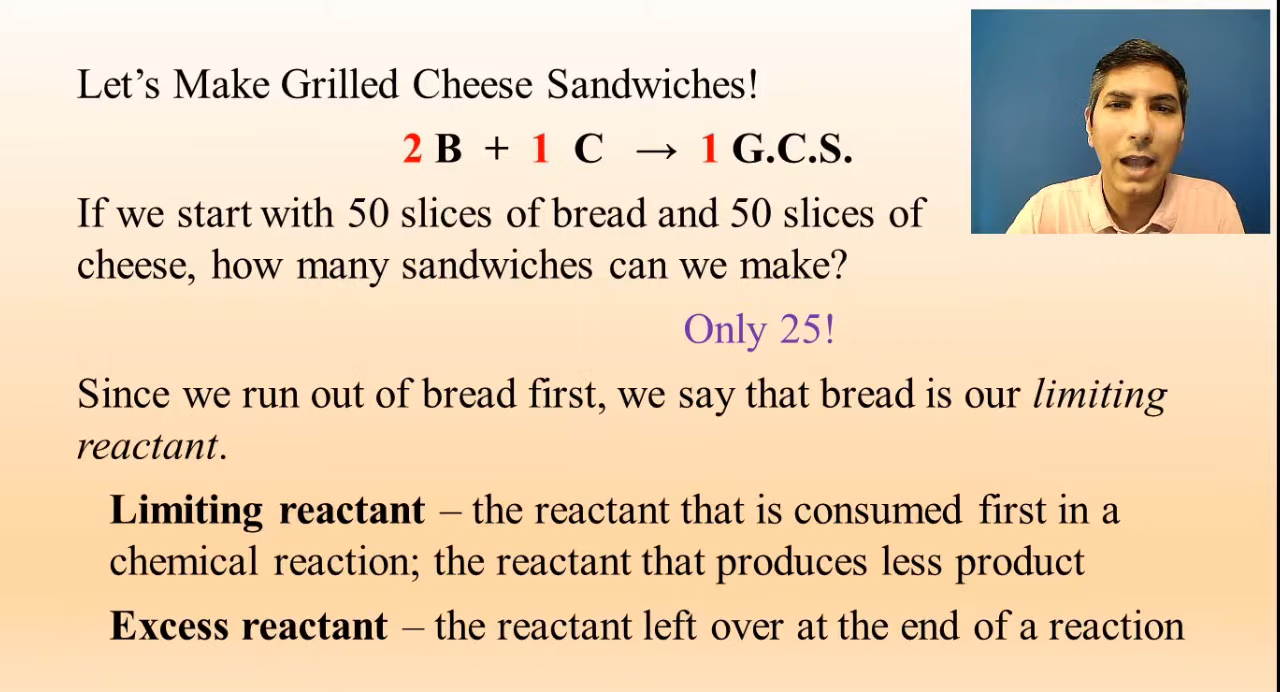 Let’s Make Grilled Cheese Sandwiches!
2 B + 1 C → 1 G.C.S.
If we start with 50 slices of bread and 50 slices of
cheese, how many sandwiches can we make?
Only 25!
Since we run out of bread first, we say that bread is our limiting
reactant.
Limiting reactant – the reactant that is consumed first in a
chemical reaction; the reactant that produces less product
Excess reactant – the reactant left over at the end of a reaction